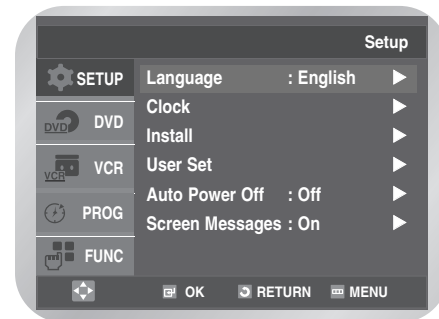 Setup
SETUP
DVD DVD
VCR VCR
PROG
FUNC
Language : English
Clock
Install
User Set
Auto Power Off : Off
Screen Messages : On
OK RETURN MENU